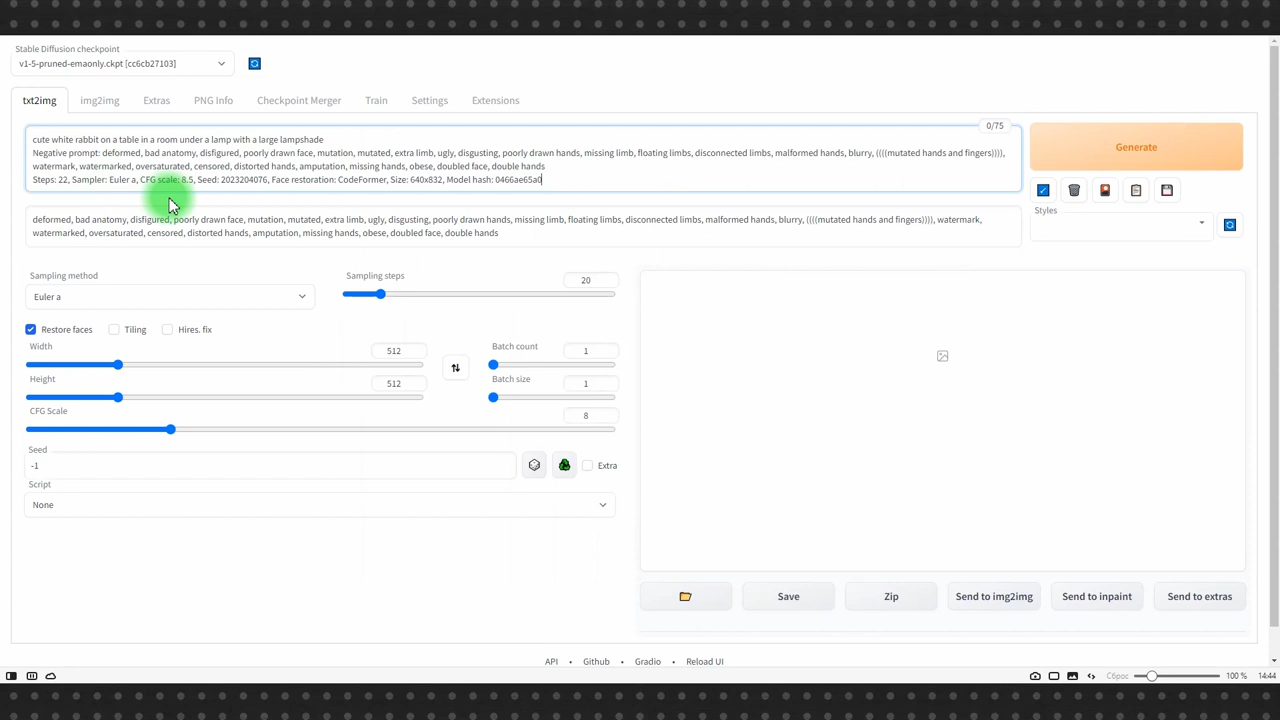 Stable Diffusion checkpoint
v1-5-pruned-emaonly.ckpt [cc6cb27103]
txt2img
img2img
Extras
PNG Info
Checkpoint Merger
Train
Settings
Extensions
0/75
cute white rabbit on a table in a room under a lamp with a large lampshade
Negative prompt: deformed, bad anatomy, disfigured, poorly drawn face, mutation, mutated, extra limb, ugly, disgusting, poorly drawn hands, missing limb, floating limbs, disconnected limbs, malformed hands, blurry, ((((mutated hands and fingers)))),
watermark, watermarked, oversaturated, censored, distorted hands, amputation, missing hands, obese, doubled face, double hands
Steps: 22, Sampler: Euler a, CFG scale: 8.5, Seed: 2023204076, Face restoration: CodeFormer, Size: 640x832, Model hash: 0466ae65a0
Generate
deformed, bad anatomy, disfigured, poorly drawn face, mutation, mutated, extra limb, ugly, disgusting, poorly drawn hands, missing limb, floating limbs, disconnected limbs, malformed hands, blurry, ((((mutated hands and fingers)))), watermark,
watermarked, oversaturated, censored, distorted hands, amputation, missing hands, obese, doubled face, double hands
Styles
Sampling method
Euler a
Sampling steps
20
Restore faces
Tiling
Hires. fix
Width
512
Height
512
Batch count
1
Batch size
1
CFG Scale
8
Seed
-1
Extra
Script
None
Save
Zip
Send to img2img
Send to inpaint
Send to extras
API • Github • Gradio • Reload UI
Сброс
100 %
14:44